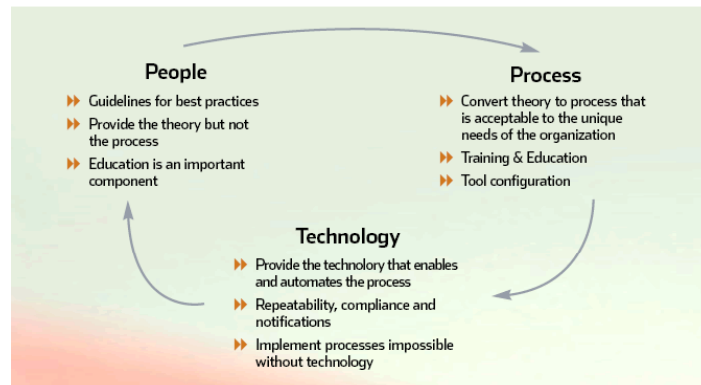 People
Guidelines for best practices
Provide the theory but not
the process
Education is an important
component
Process
Convert theory to process that
is acceptable to the unique
needs of the organization
Training & Education
Tool configuration
Technology
Provide the technolory that enables
and automates the process
Repeatability, compliance and
notifications
Implement processes impossible
without technology